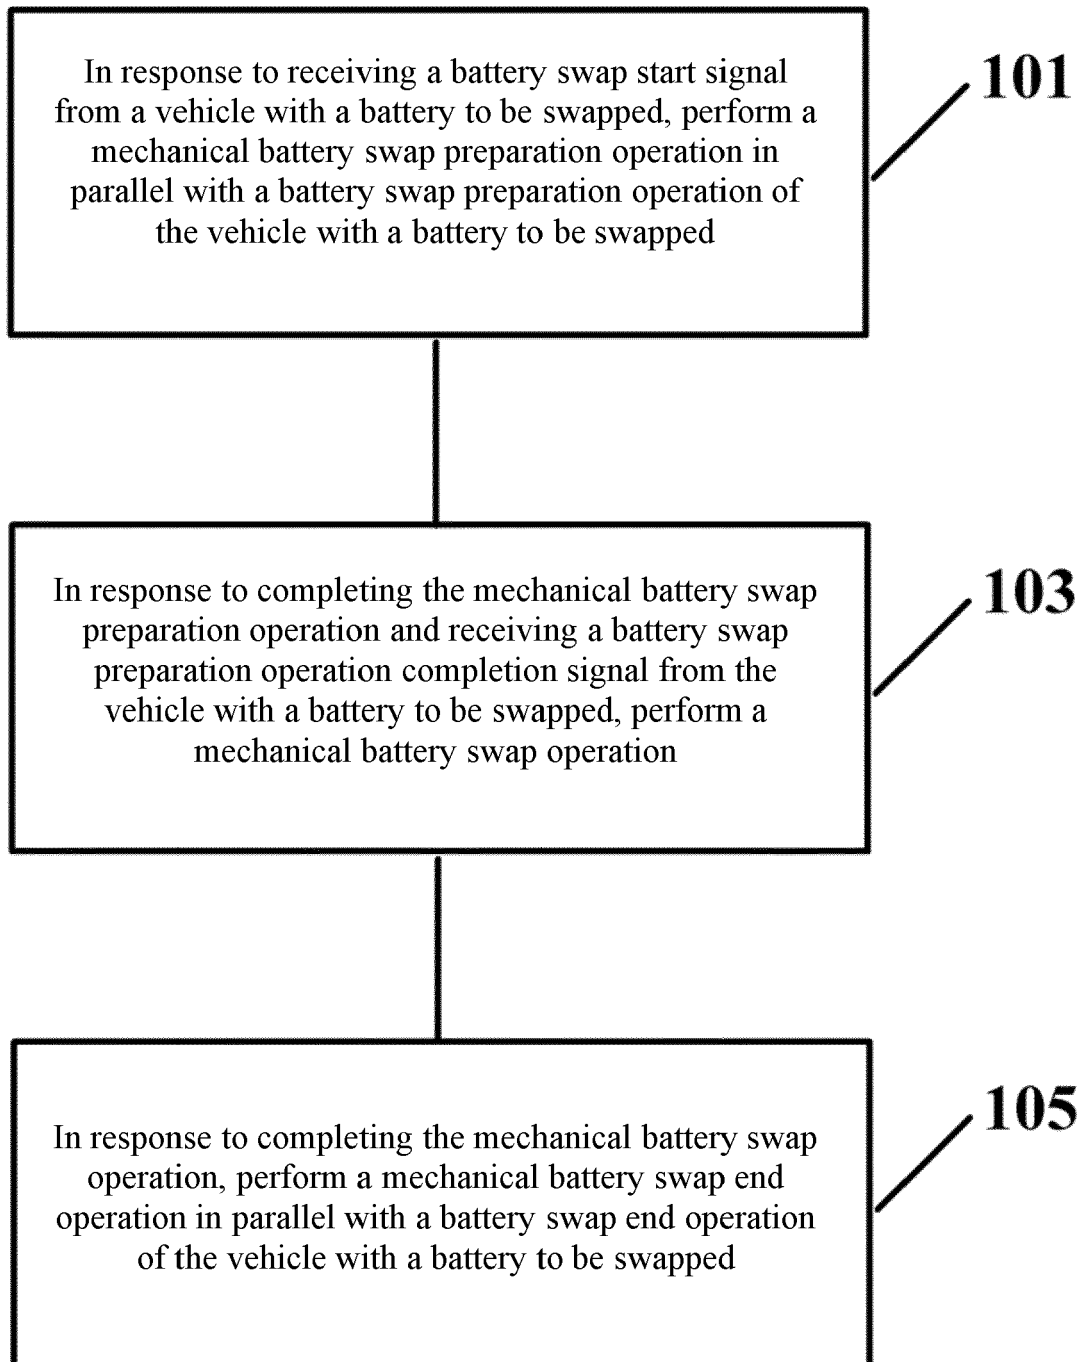 In response to receiving a battery swap start signal
from a vehicle with a battery to be swapped, perform a
mechanical battery swap preparation operation in
parallel with a battery swap preparation operation of
the vehicle with a battery to be swapped
101
In response to completing the mechanical battery swap
preparation operation and receiving a battery swap
preparation operation completion signal from the
vehicle with a battery to be swapped, perform a
mechanical battery swap operation
103
In response to completing the mechanical battery swap
operation, perform a mechanical battery swap end
operation in parallel with a battery swap end operation
of the vehicle with a battery to be swapped
105